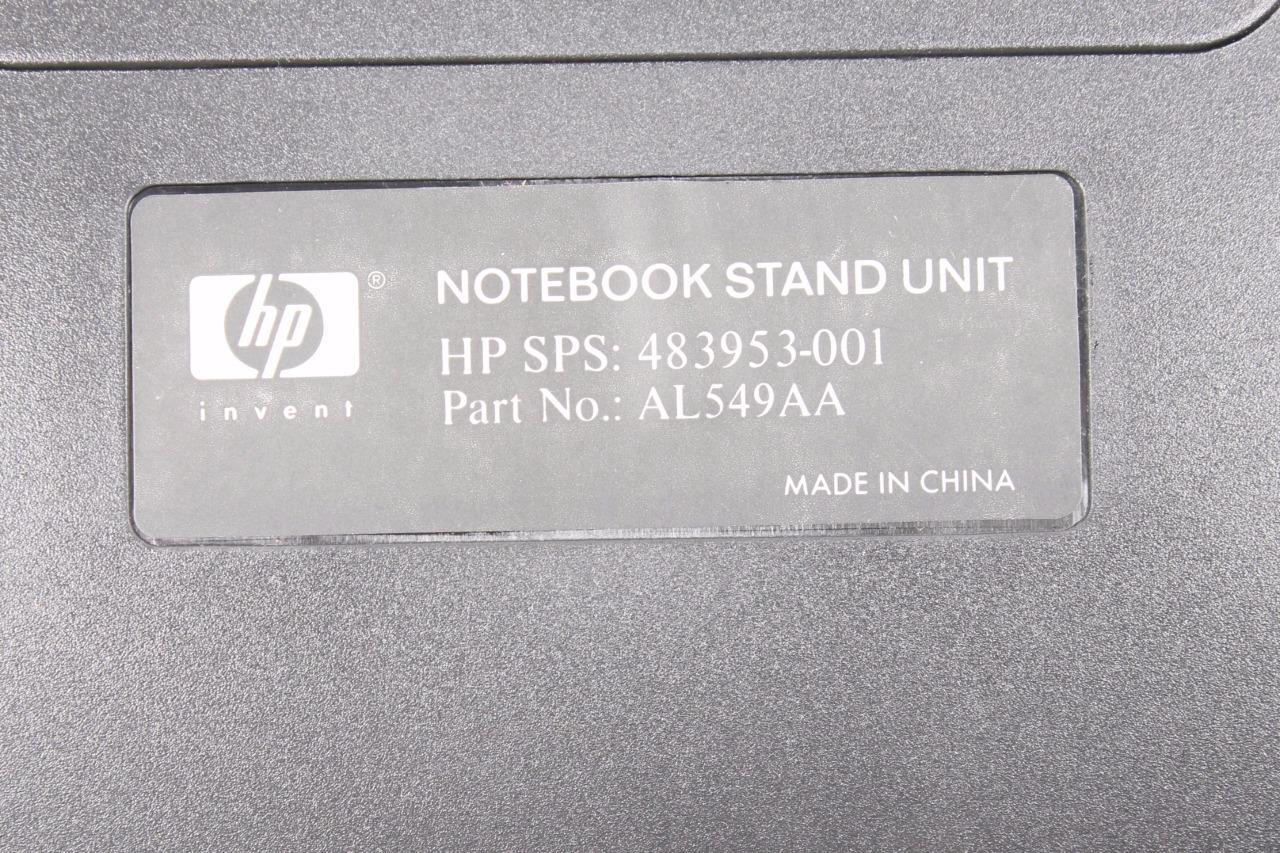 hp®
invent
NOTEBOOK STAND UNIT
HP SPS: 483953-001
Part No.: AL549AA
MADE IN CHINA